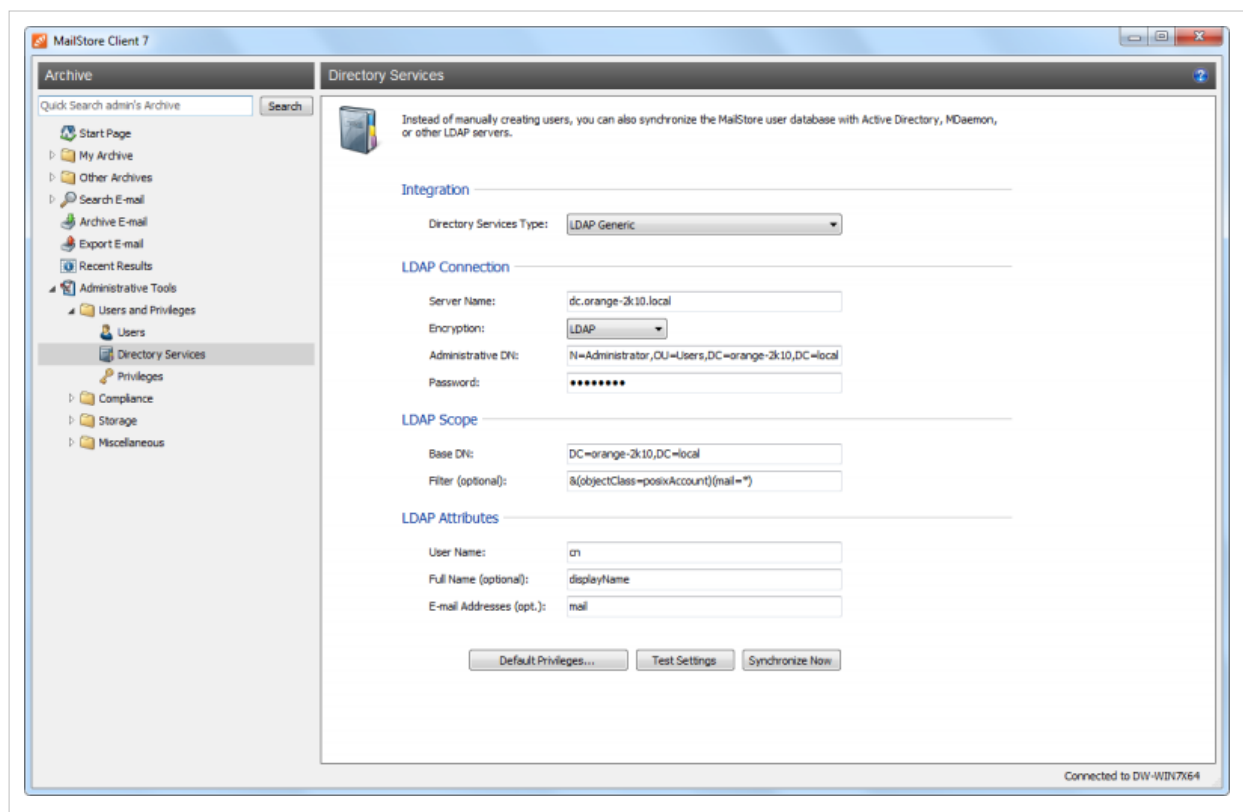 MailStore Client 7
Archive
Quick Search admin's Archive
Search
Start Page
My Archive
Other Archives
Search E-mail
Archive E-mail
Export E-mail
Recent Results
Administrative Tools
Users and Privileges
Users
Directory Services
Privileges
Compliance
Storage
Miscellaneous
Directory Services
Instead of manually creating users, you can also synchronize the MailStore user database with Active Directory, MDaemon,
or other LDAP servers.
Integration
Directory Services Type: LDAP Generic
LDAP Connection
Server Name: dc.orange-2k10.local
Encryption: LDAP
Administrative DN: N=Administrator,OU=Users,DC=orange-2k10,DC=local
Password: ••••••••
LDAP Scope
Base DN: DC=orange-2k10,DC=local
Filter (optional): &(objectClass=posixAccount)(mail=*)
LDAP Attributes
User Name: cn
Full Name (optional): displayName
E-mail Addresses (opt.): mail
Default Privileges... Test Settings Synchronize Now
Connected to DW-WIN7X64